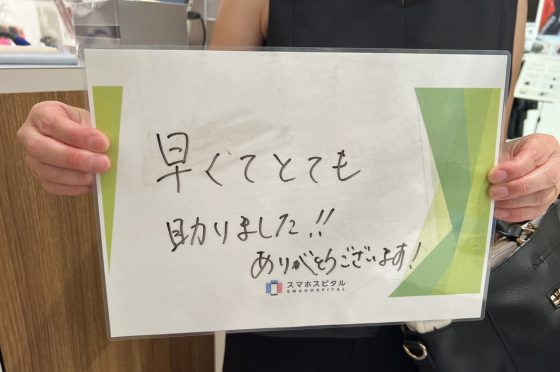 早くてとても
助かりました!!
ありがとうございます!
スマホスピタル
SMAHOSPITAL